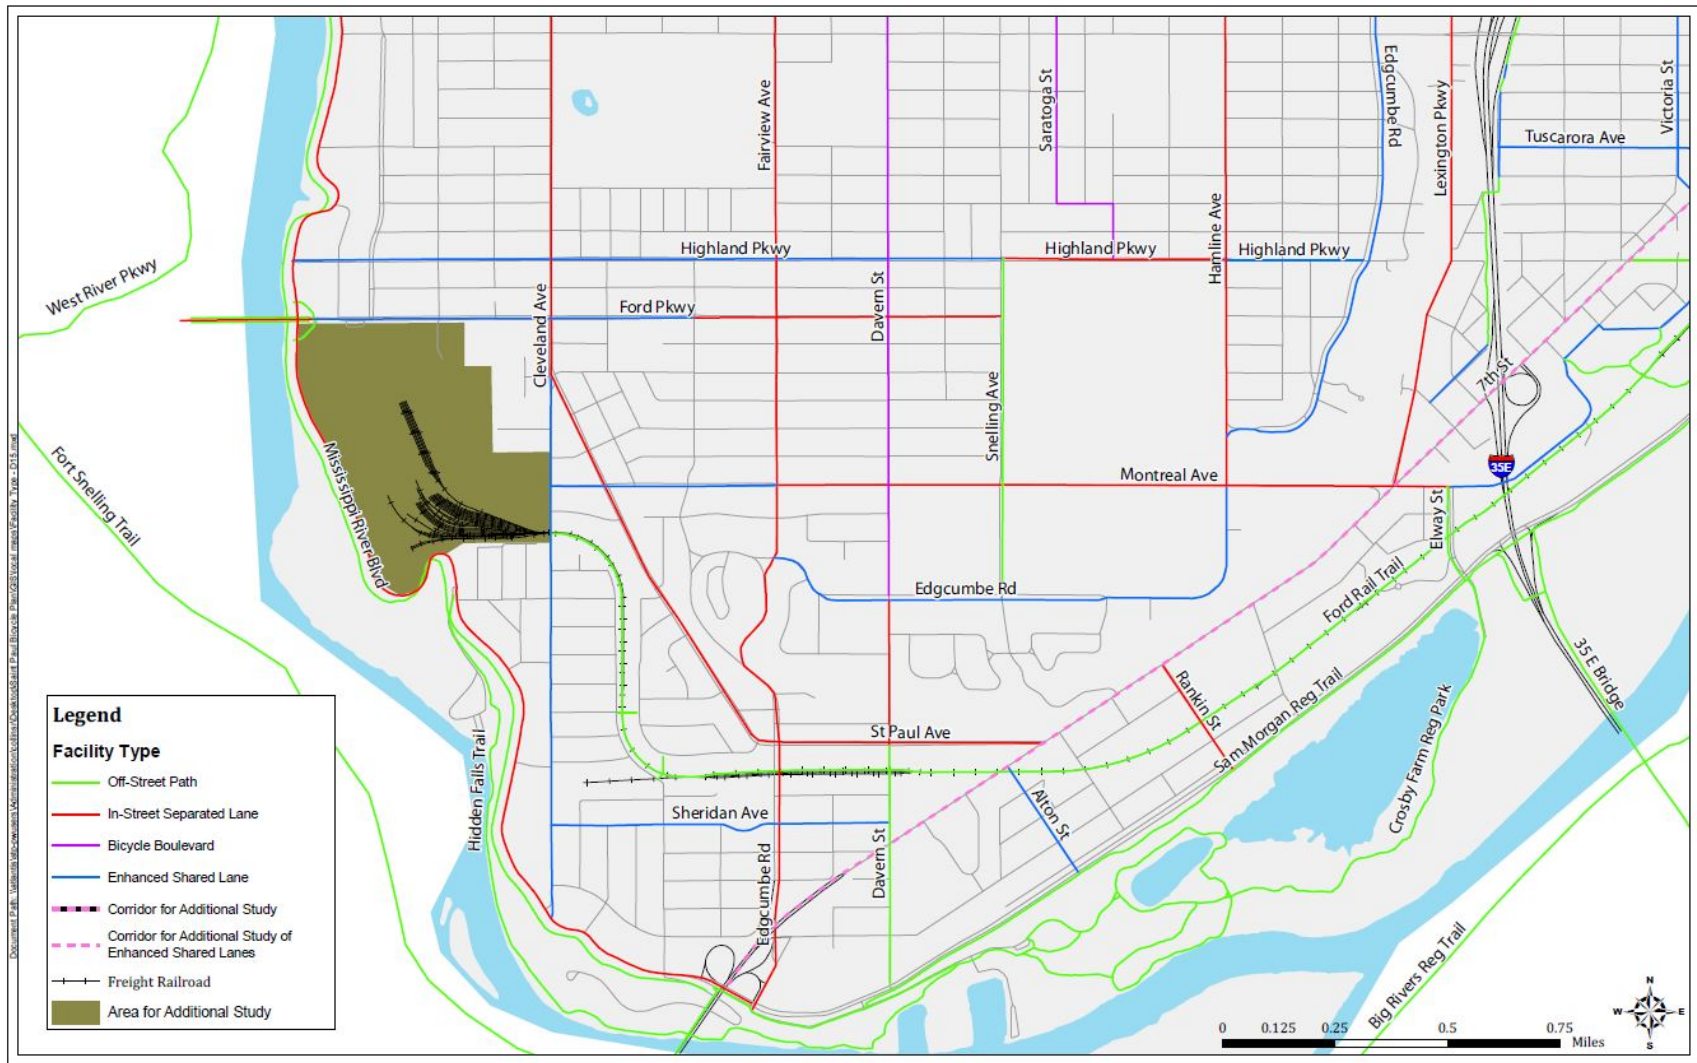 Fairview Ave
Saratoga St
Edgcumbe Rd
Lexington Pkwy
Victoria St
Tuscarora Ave
Hamline Ave
Highland Pkwy
Highland Pkwy
Highland Pkwy
West River Pkwy
Ford Pkwy
Davern St
Cleveland Ave
Snelling Ave
7th St
35E
Montreal Ave
Mississippi River Blvd
Fort Snelling Trail
Elway St
Edgcumbe Rd
Ford Rail Trail
35 E Bridge
Rankin St
Sam Morgan Reg Trail
Crosby Farm Reg Park
St Paul Ave
Hidden Falls Trail
Sheridan Ave
Alton St
Davern St
Edgcumbe Rd
Big Rivers Reg Trail
Legend
Facility Type
Off-Street Path
In-Street Separated Lane
Bicycle Boulevard
Enhanced Shared Lane
Corridor for Additional Study
Corridor for Additional Study of
Enhanced Shared Lanes
Freight Railroad
Area for Additional Study
N
W E
S
0 0.125 0.25 0.5 0.75
Miles